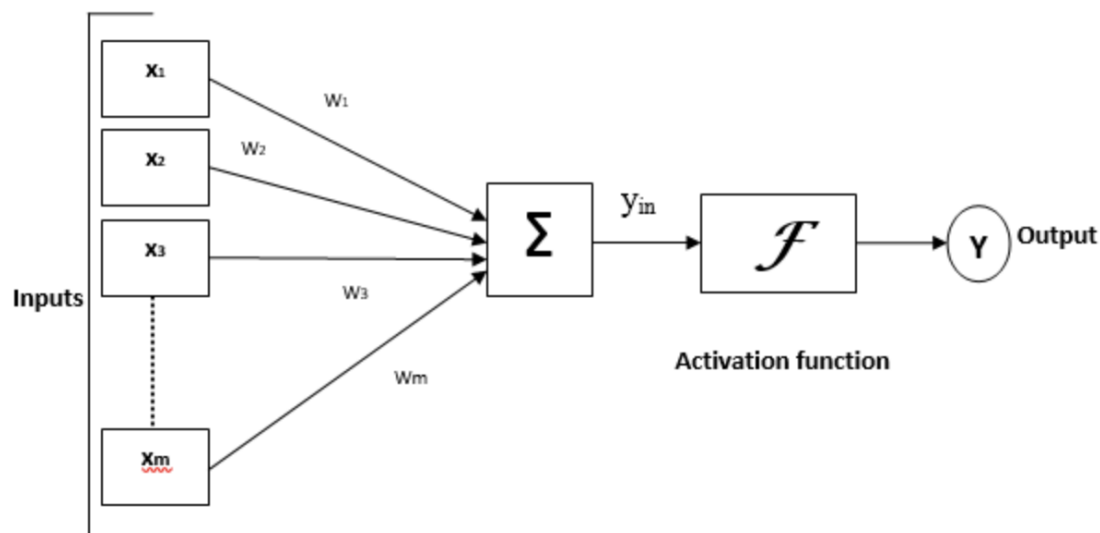 x₁
W₁
W₂
x₂
x₃
Σ
yᵢₙ
ℱ
Y
Output
Inputs
W₃
Activation function
Wm
xm